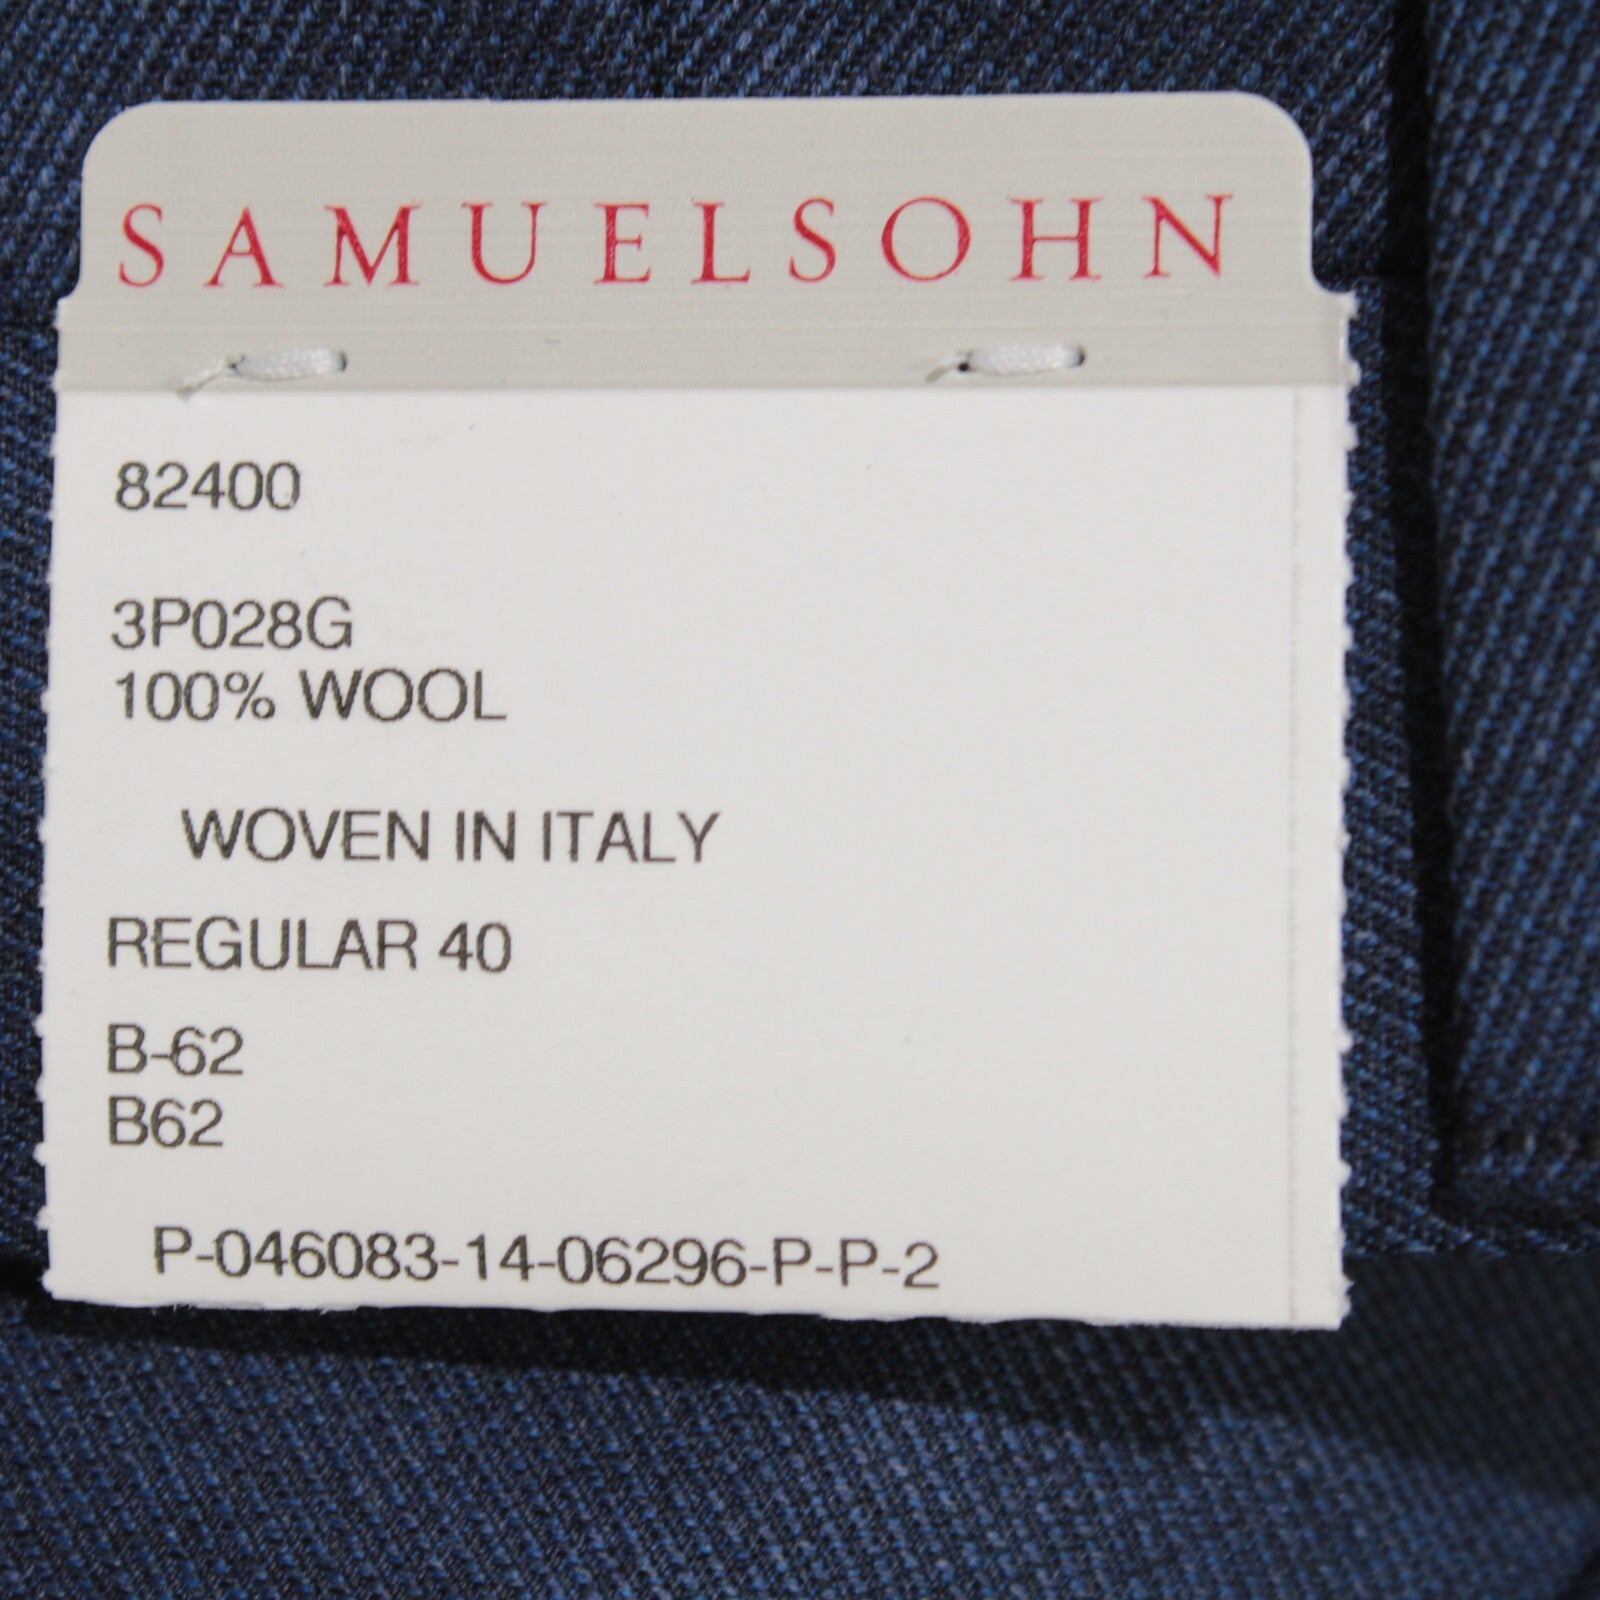 SAMUELSOHN
82400
3P028G
100% WOOL
WOVEN IN ITALY
REGULAR 40
B-62
B62
P-046083-14-06296-P-P-2